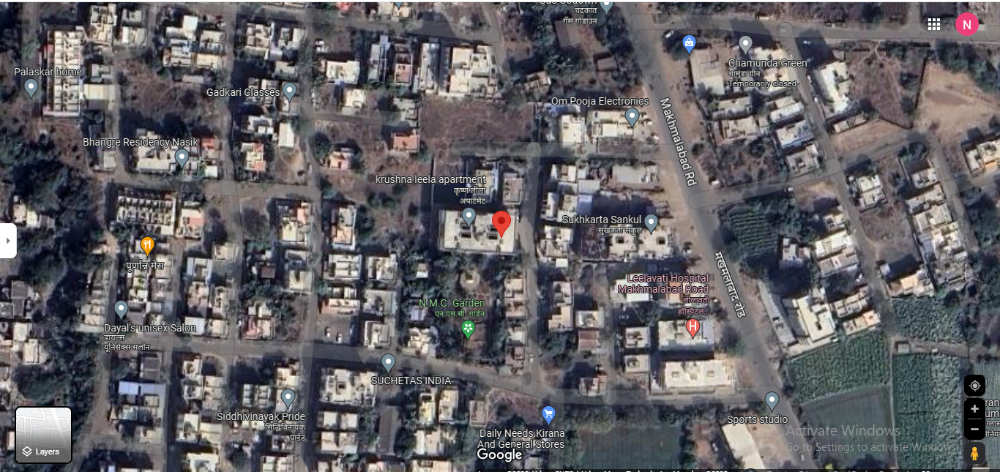 चंद्रकांत
गॅस गोडाउन
N
Palaskar home
Chamunda Green
चामुंडा ग्रीन
Temporarily closed
Gadkari Classes
Om Pooja Electronics
Makhmalabad Rd
Bhangre Residency Nasik
krushna leela apartment
कृष्ण लीला
अपार्टमेंट
Sukhkarta Sankul
सुखकर्ता संकुल
पूर्णान्न मेस
मखमलाबाद रोड
Leelavati Hospital
Makhmalabad Road
लीलावती
हॉस्पिटल...
N.M.C. Garden
एन.एम.सी. गार्डन
H
Dayal's unisex Salon
डायल्स
यूनिसेक्स सलोन
SUCHETAS INDIA
Siddhivinayak Pride
सिद्धिविनायक
प्राईड
Sports studio
Daily Needs Kirana
And General Stores
Google
Layers
Activate Windows
Go to Settings to activate Windows.